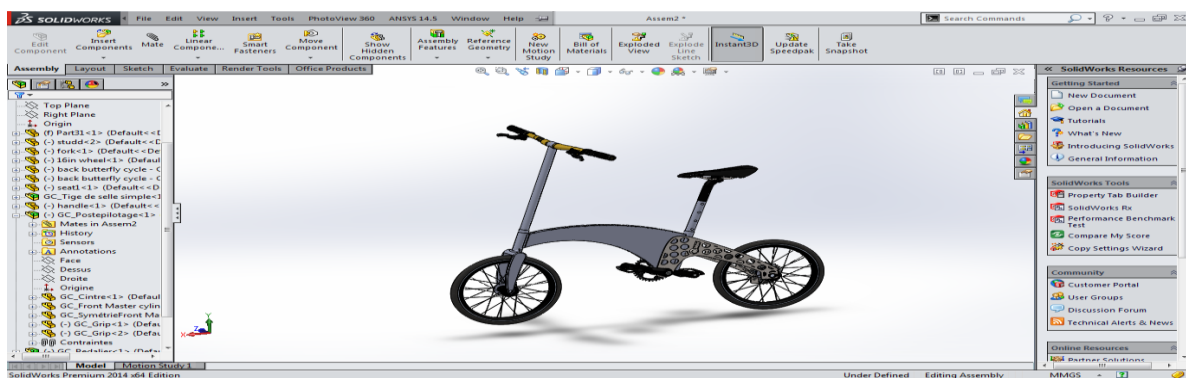 SOLIDWORKS File Edit View Insert Tools PhotoView 360 ANSYS 14.5 Window Help Assem2 * Search Commands
Edit Component
Insert Components
Mate
Linear Compone...
Smart Fasteners
Move Component
Show Hidden Components
Assembly Features
Reference Geometry
New Motion Study
Bill of Materials
Exploded View
Explode Line Sketch
Instant3D
Update Speedpak
Take Snapshot
Assembly Layout Sketch Evaluate Render Tools Office Products
Top Plane
Right Plane
Origin
(f) Part31<1> (Default<<D
(-) studd<2> (Default<<C
(-) fork<1> (Default<<De
(-) 16in wheel<1> (Defaul
(-) back butterfly cycle - C
(-) back butterfly cycle - C
(-) seat1<1> (Default<<D
GC_Tige de selle simple<1
(-) handle<1> (Default<<
(-) GC_Postepilotage<1>
Mates in Assem2
History
Sensors
Annotations
Face
Dessus
Droite
Origine
GC_Cintre<1> (Defaul
GC_Front Master cylin
GC_SymétrieFront Ma
(-) GC_Grip<1> (Defau
(-) GC_Grip<2> (Defau
Contraintes
GC_Pedalier<1> (Defau
Model Motion Study 1
SolidWorks Premium 2014 x64 Edition
Under Defined Editing Assembly MMGS
SolidWorks Resources
Getting Started
New Document
Open a Document
Tutorials
What's New
Introducing SolidWorks
General Information
SolidWorks Tools
Property Tab Builder
SolidWorks Rx
Performance Benchmark
Test
Compare My Score
Copy Settings Wizard
Community
Customer Portal
User Groups
Discussion Forum
Technical Alerts & News
Online Resources
Partner Solutions